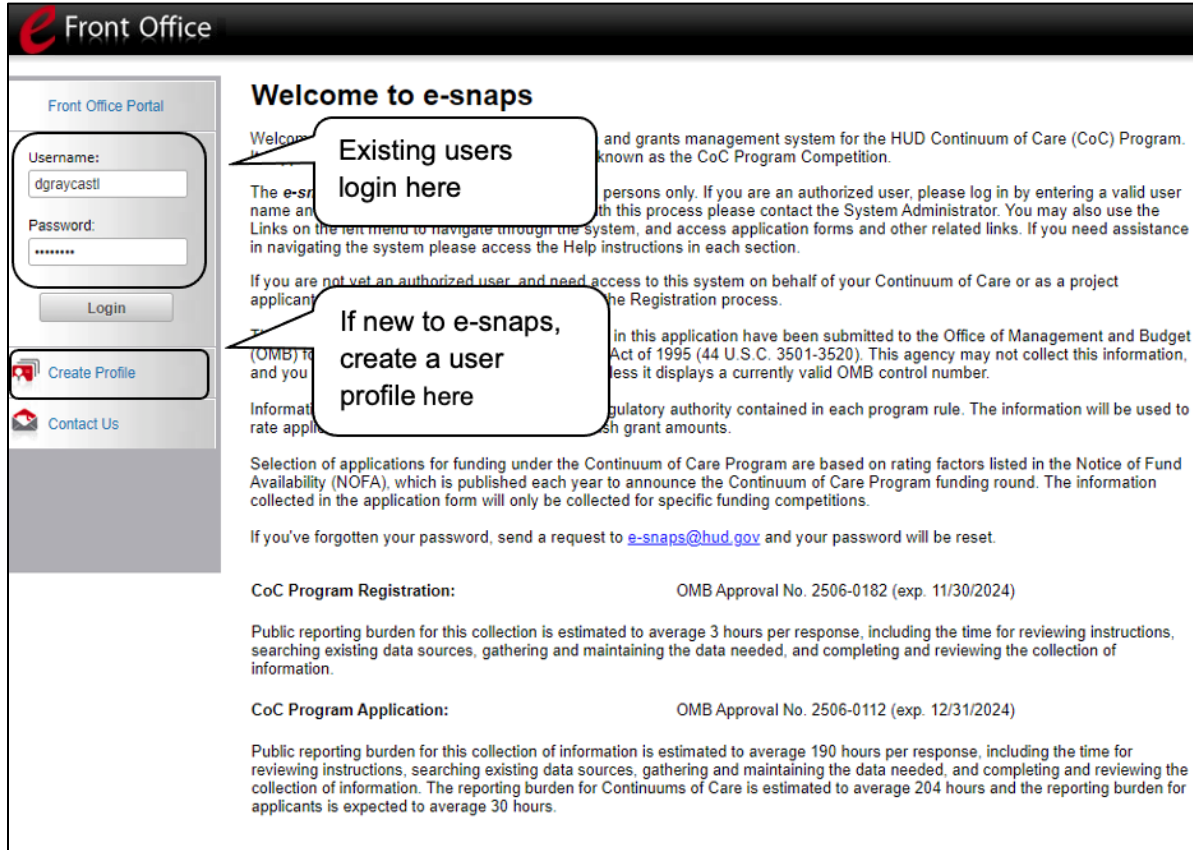 e Front Office
Front Office Portal
Username:
dgraycastl
Password:
••••••••
Login
Create Profile
Contact Us
Existing users
login here
If new to e-snaps,
create a user
profile here
Welcome to e-snaps
Welcom and grants management system for the HUD Continuum of Care (CoC) Program.
known as the CoC Program Competition.
The e-sn persons only. If you are an authorized user, please log in by entering a valid user
name an th this process please contact the System Administrator. You may also use the
Links on the left menu to navigate through the system, and access application forms and other related links. If you need assistance
in navigating the system please access the Help instructions in each section.
If you are not yet an authorized user, and need access to this system on behalf of your Continuum of Care or as a project
applicant he Registration process.
in this application have been submitted to the Office of Management and Budget
(OMB) fo Act of 1995 (44 U.S.C. 3501-3520). This agency may not collect this information,
and you less it displays a currently valid OMB control number.
Informati gulatory authority contained in each program rule. The information will be used to
rate appli sh grant amounts.
Selection of applications for funding under the Continuum of Care Program are based on rating factors listed in the Notice of Fund
Availability (NOFA), which is published each year to announce the Continuum of Care Program funding round. The information
collected in the application form will only be collected for specific funding competitions.
If you've forgotten your password, send a request to e-snaps@hud.gov and your password will be reset.
CoC Program Registration: OMB Approval No. 2506-0182 (exp. 11/30/2024)
Public reporting burden for this collection is estimated to average 3 hours per response, including the time for reviewing instructions,
searching existing data sources, gathering and maintaining the data needed, and completing and reviewing the collection of
information.
CoC Program Application: OMB Approval No. 2506-0112 (exp. 12/31/2024)
Public reporting burden for this collection of information is estimated to average 190 hours per response, including the time for
reviewing instructions, searching existing data sources, gathering and maintaining the data needed, and completing and reviewing the
collection of information. The reporting burden for Continuums of Care is estimated to average 204 hours and the reporting burden for
applicants is expected to average 30 hours.